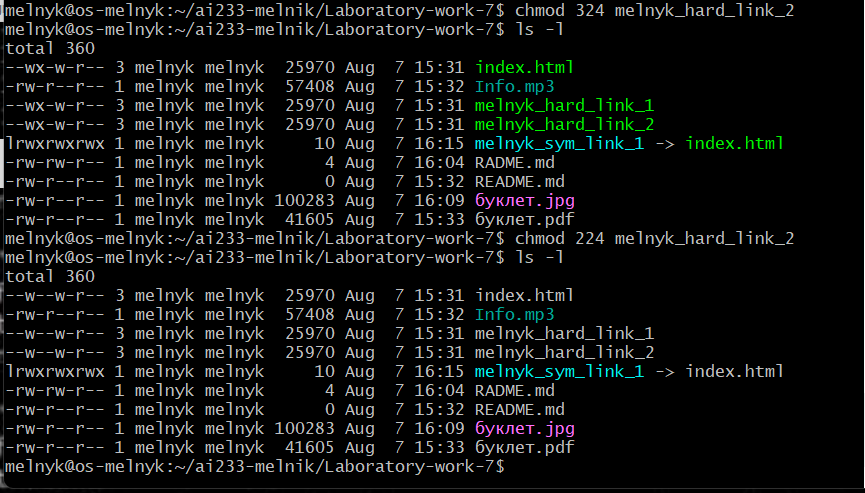 melnyk@os-melnyk:~/ai233-melnik/Laboratory-work-7$ chmod 324 melnyk_hard_link_2
melnyk@os-melnyk:~/ai233-melnik/Laboratory-work-7$ ls -l
total 360
--wx-w-r-- 3 melnyk melnyk  25970 Aug  7 15:31 index.html
-rw-r--r-- 1 melnyk melnyk  57408 Aug  7 15:32 Info.mp3
--wx-w-r-- 3 melnyk melnyk  25970 Aug  7 15:31 melnyk_hard_link_1
--wx-w-r-- 3 melnyk melnyk  25970 Aug  7 15:31 melnyk_hard_link_2
lrwxrwxrwx 1 melnyk melnyk     10 Aug  7 16:15 melnyk_sym_link_1 -> index.html
-rw-rw-r-- 1 melnyk melnyk      4 Aug  7 16:04 RADME.md
-rw-r--r-- 1 melnyk melnyk      0 Aug  7 15:32 README.md
-rw-r--r-- 1 melnyk melnyk 100283 Aug  7 16:09 буклет.jpg
-rw-r--r-- 1 melnyk melnyk  41605 Aug  7 15:33 буклет.pdf
melnyk@os-melnyk:~/ai233-melnik/Laboratory-work-7$ chmod 224 melnyk_hard_link_2
melnyk@os-melnyk:~/ai233-melnik/Laboratory-work-7$ ls -l
total 360
--w--w-r-- 3 melnyk melnyk  25970 Aug  7 15:31 index.html
-rw-r--r-- 1 melnyk melnyk  57408 Aug  7 15:32 Info.mp3
--w--w-r-- 3 melnyk melnyk  25970 Aug  7 15:31 melnyk_hard_link_1
--w--w-r-- 3 melnyk melnyk  25970 Aug  7 15:31 melnyk_hard_link_2
lrwxrwxrwx 1 melnyk melnyk     10 Aug  7 16:15 melnyk_sym_link_1 -> index.html
-rw-rw-r-- 1 melnyk melnyk      4 Aug  7 16:04 RADME.md
-rw-r--r-- 1 melnyk melnyk      0 Aug  7 15:32 README.md
-rw-r--r-- 1 melnyk melnyk 100283 Aug  7 16:09 буклет.jpg
-rw-r--r-- 1 melnyk melnyk  41605 Aug  7 15:33 буклет.pdf
melnyk@os-melnyk:~/ai233-melnik/Laboratory-work-7$